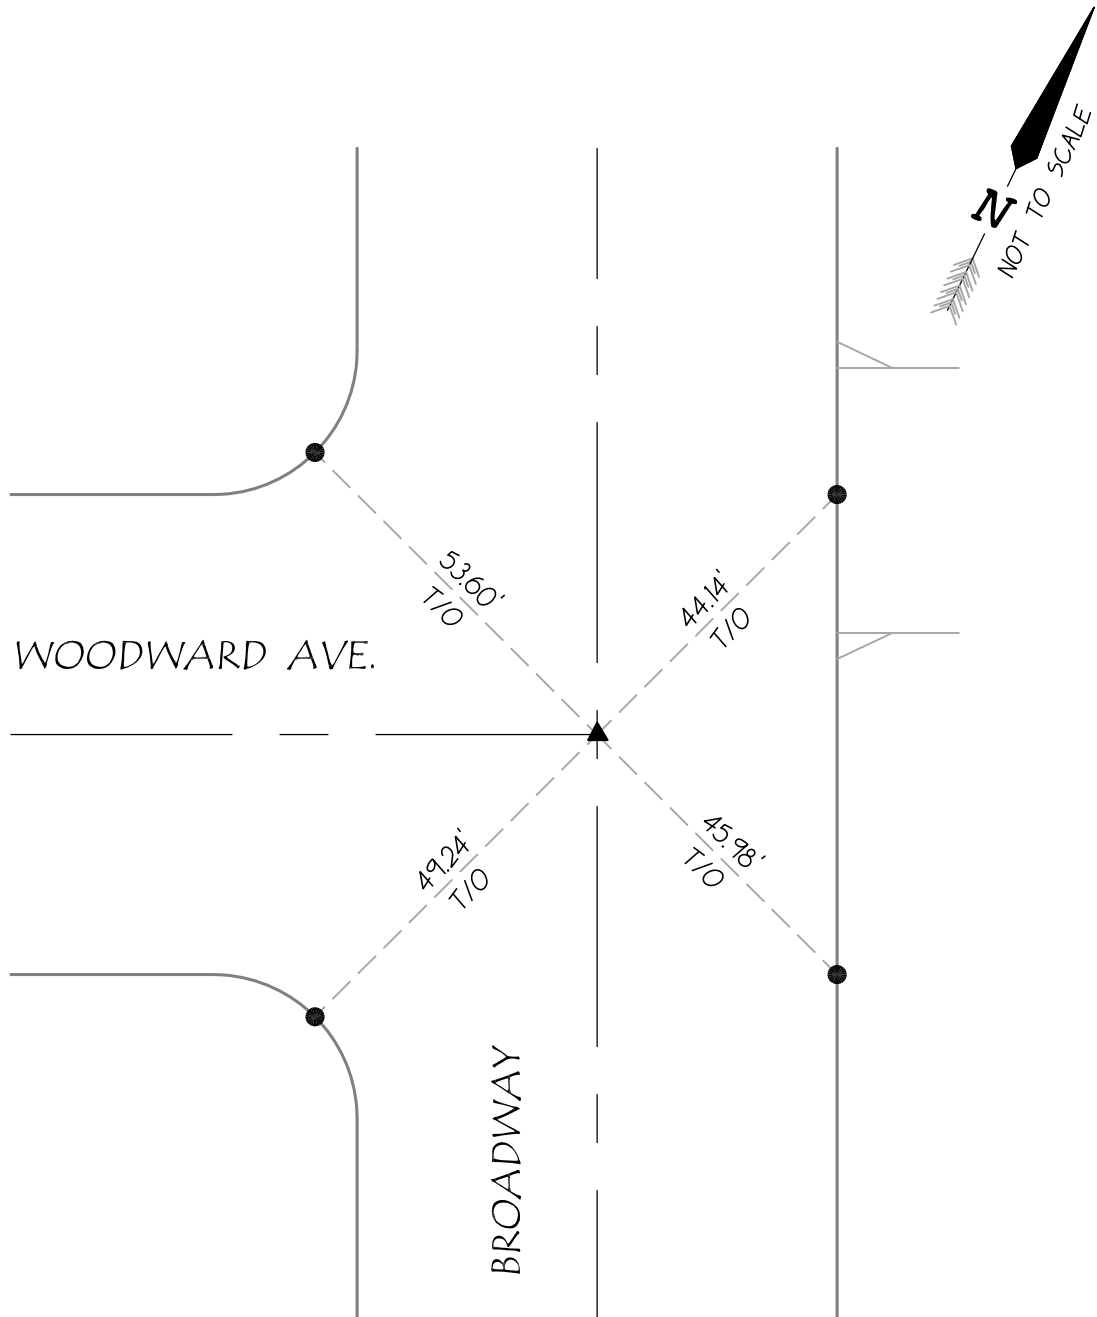 N
NOT TO SCALE
53.60'
T/O
44.14'
T/O
WOODWARD AVE.
49.24'
T/O
45.98'
T/O
BROADWAY